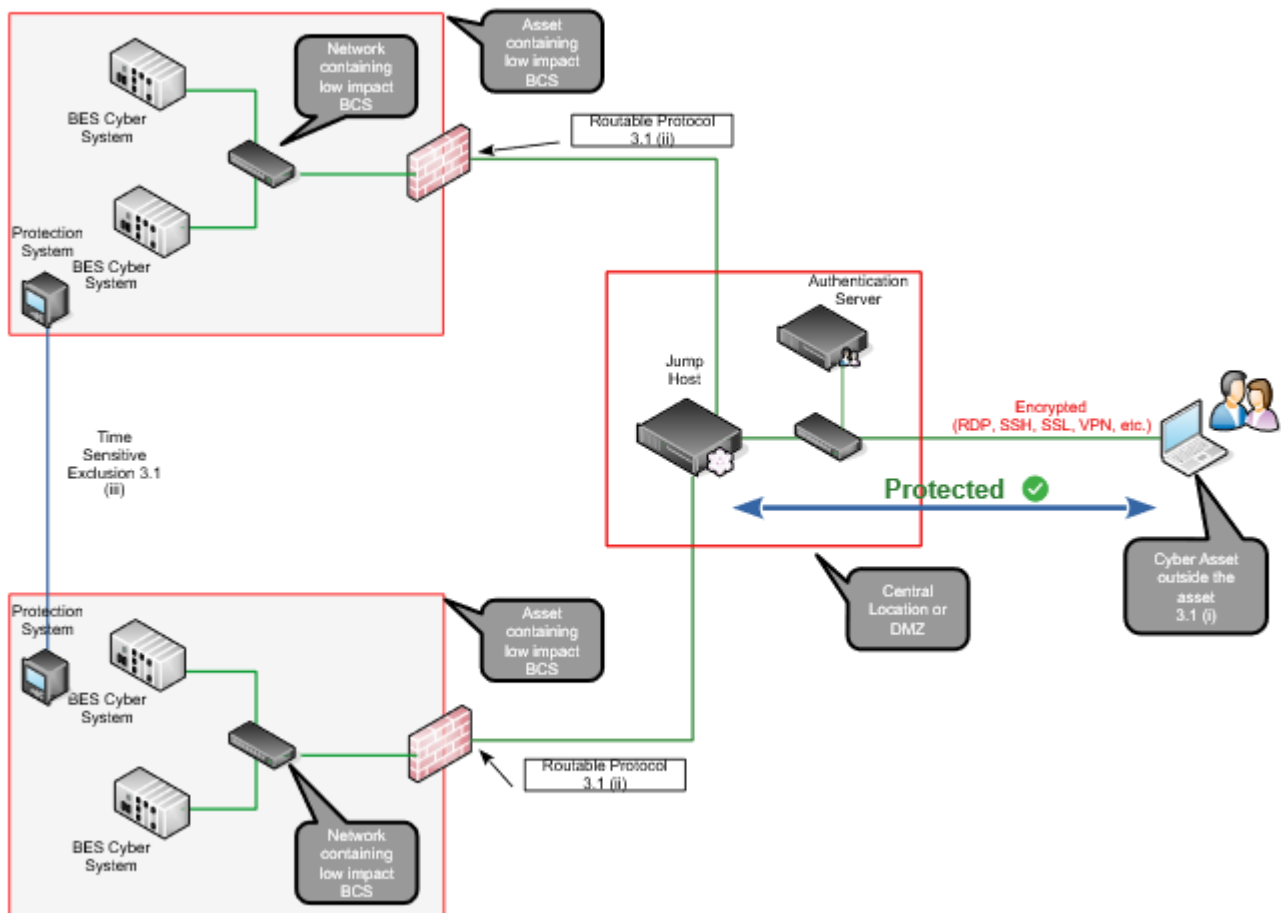 Asset
containing
low impact
BCS
Network
containing
low impact
BCS
BES Cyber
System
Routable Protocol
3.1 (ii)
Protection
System
BES Cyber
System
Authentication
Server
Jump
Host
Encrypted
(RDP, SSH, SSL, VPN, etc.)
Time
Sensitive
Exclusion 3.1
(iii)
Protected
Cyber Asset
outside the
asset
3.1 (i)
Central
Location or
DMZ
Protection
System
Asset
containing
low impact
BCS
BES Cyber
System
Routable Protocol
3.1 (ii)
BES Cyber
System
Network
containing
low impact
BCS